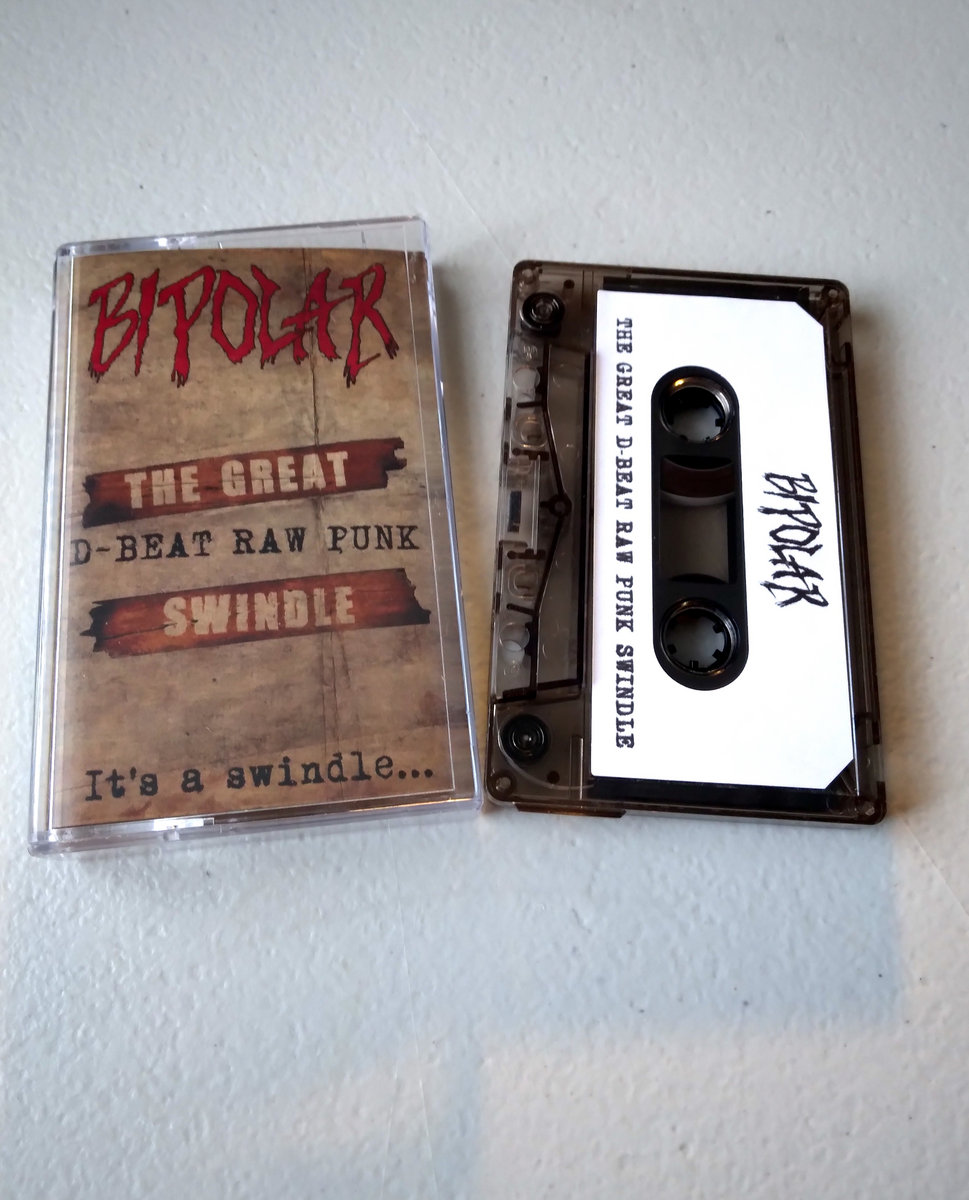 BIPOLAR
THE GREAT
D-BEAT RAW PUNK
SWINDLE
It's a swindle...
BIPOLAR
THE GREAT D-BEAT RAW PUNK SWINDLE